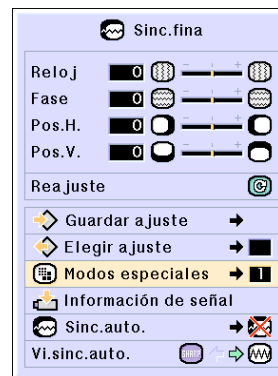 Sinc.fina
Reloj 0
Fase 0
Pos.H. 0
Pos.V. 0
Reajuste
Guardar ajuste
Elegir ajuste
Modos especiales 1
Información de señal
Sinc.auto.
Vi.sinc.auto. SHARP